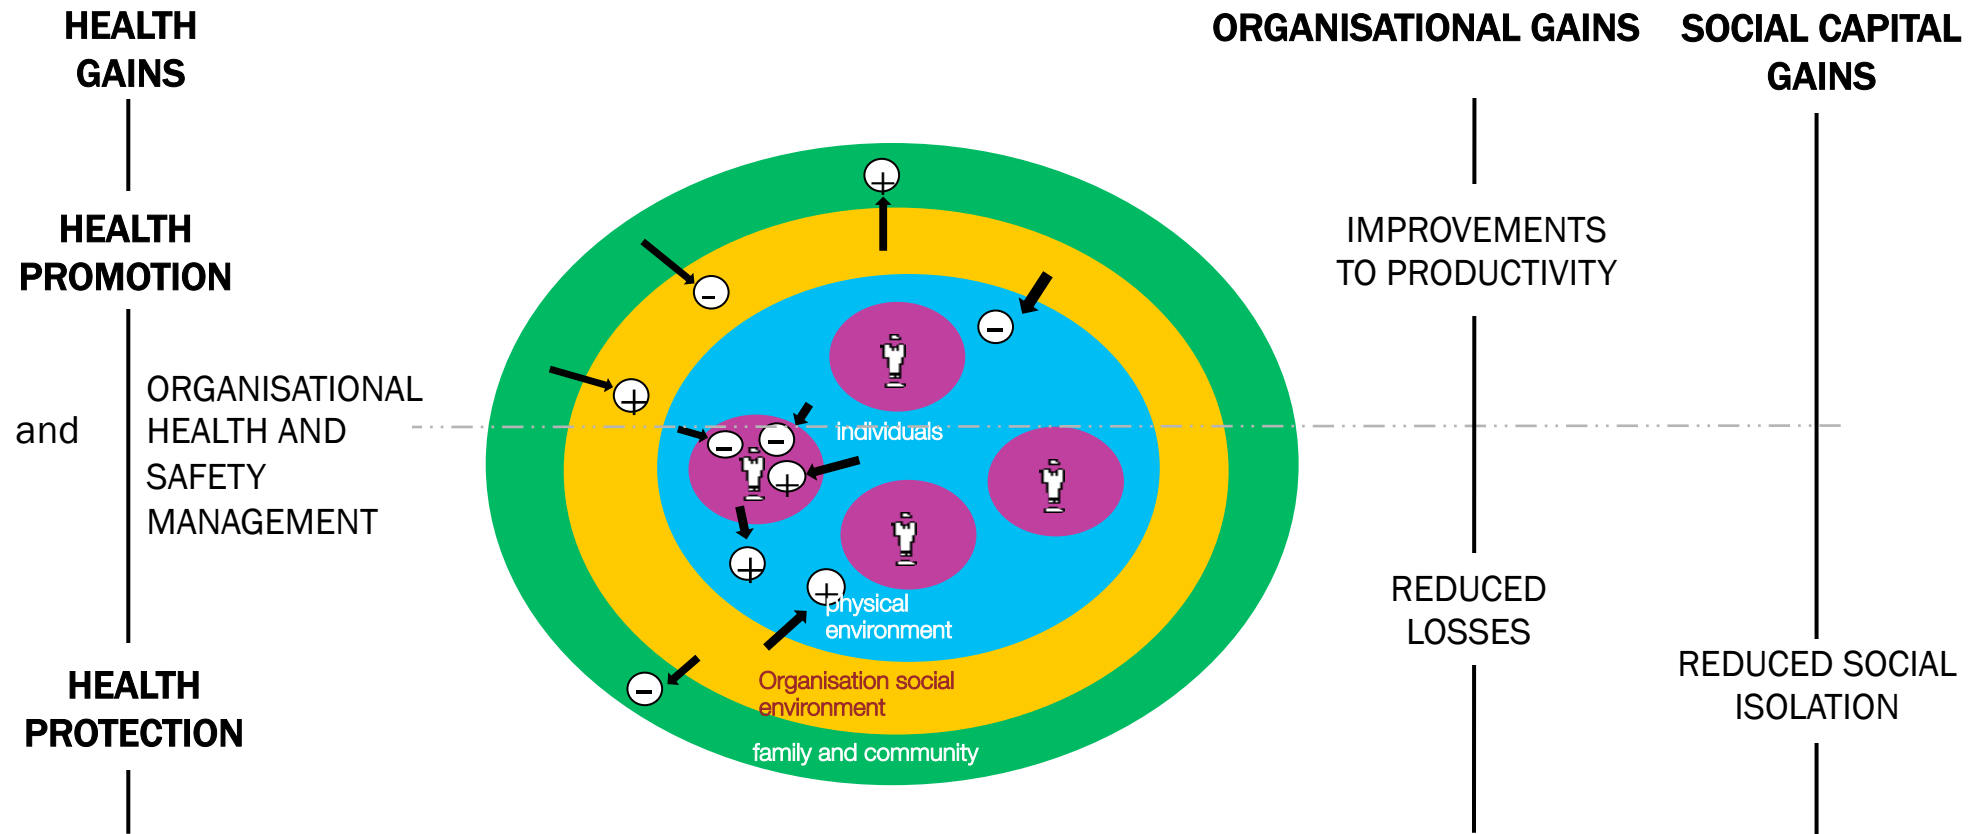 HEALTH
GAINS
HEALTH
PROMOTION
and
ORGANISATIONAL
HEALTH AND
SAFETY
MANAGEMENT
HEALTH
PROTECTION
+
-
-
+
-
-
+
+
+
-
individuals
physical
environment
Organisation social
environment
family and community
ORGANISATIONAL GAINS
IMPROVEMENTS
TO PRODUCTIVITY
REDUCED
LOSSES
SOCIAL CAPITAL
GAINS
REDUCED SOCIAL
ISOLATION